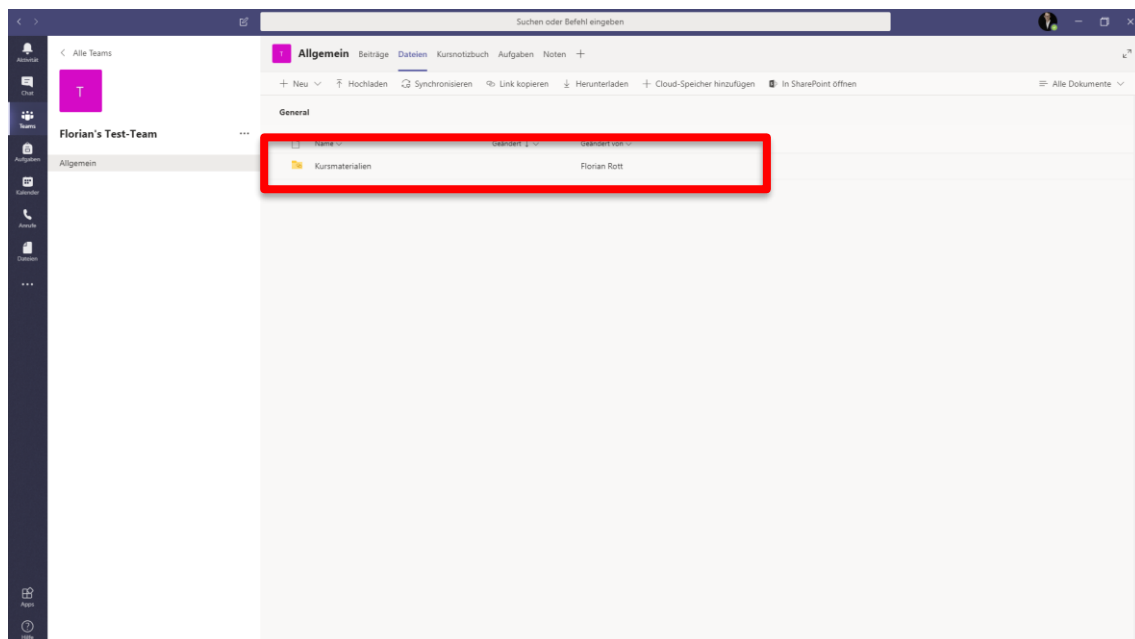 Suchen oder Befehl eingeben
Aktivität
Chat
Teams
Aufgaben
Kalender
Anrufe
Dateien
Apps
Hilfe
Alle Teams
T
Florian's Test-Team
Allgemein
T Allgemein Beiträge Dateien Kursnotizbuch Aufgaben Noten +
+ Neu Hochladen Synchronisieren Link kopieren Herunterladen + Cloud-Speicher hinzufügen In SharePoint öffnen Alle Dokumente
General
Name Geändert Geändert von
Kursmaterialien Florian Rott